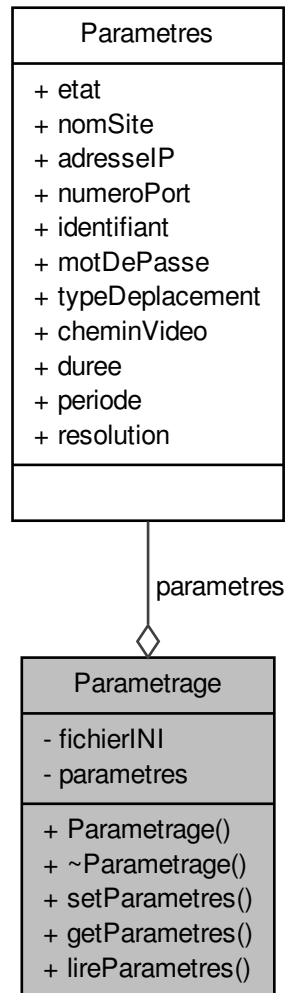 Parametres
+ etat
+ nomSite
+ adresseIP
+ numeroPort
+ identifiant
+ motDePasse
+ typeDeplacement
+ cheminVideo
+ duree
+ periode
+ resolution
parametres
Parametrage
- fichierINI
- parametres
+ Parametrage()
+ ~Parametrage()
+ setParametres()
+ getParametres()
+ lireParametres()